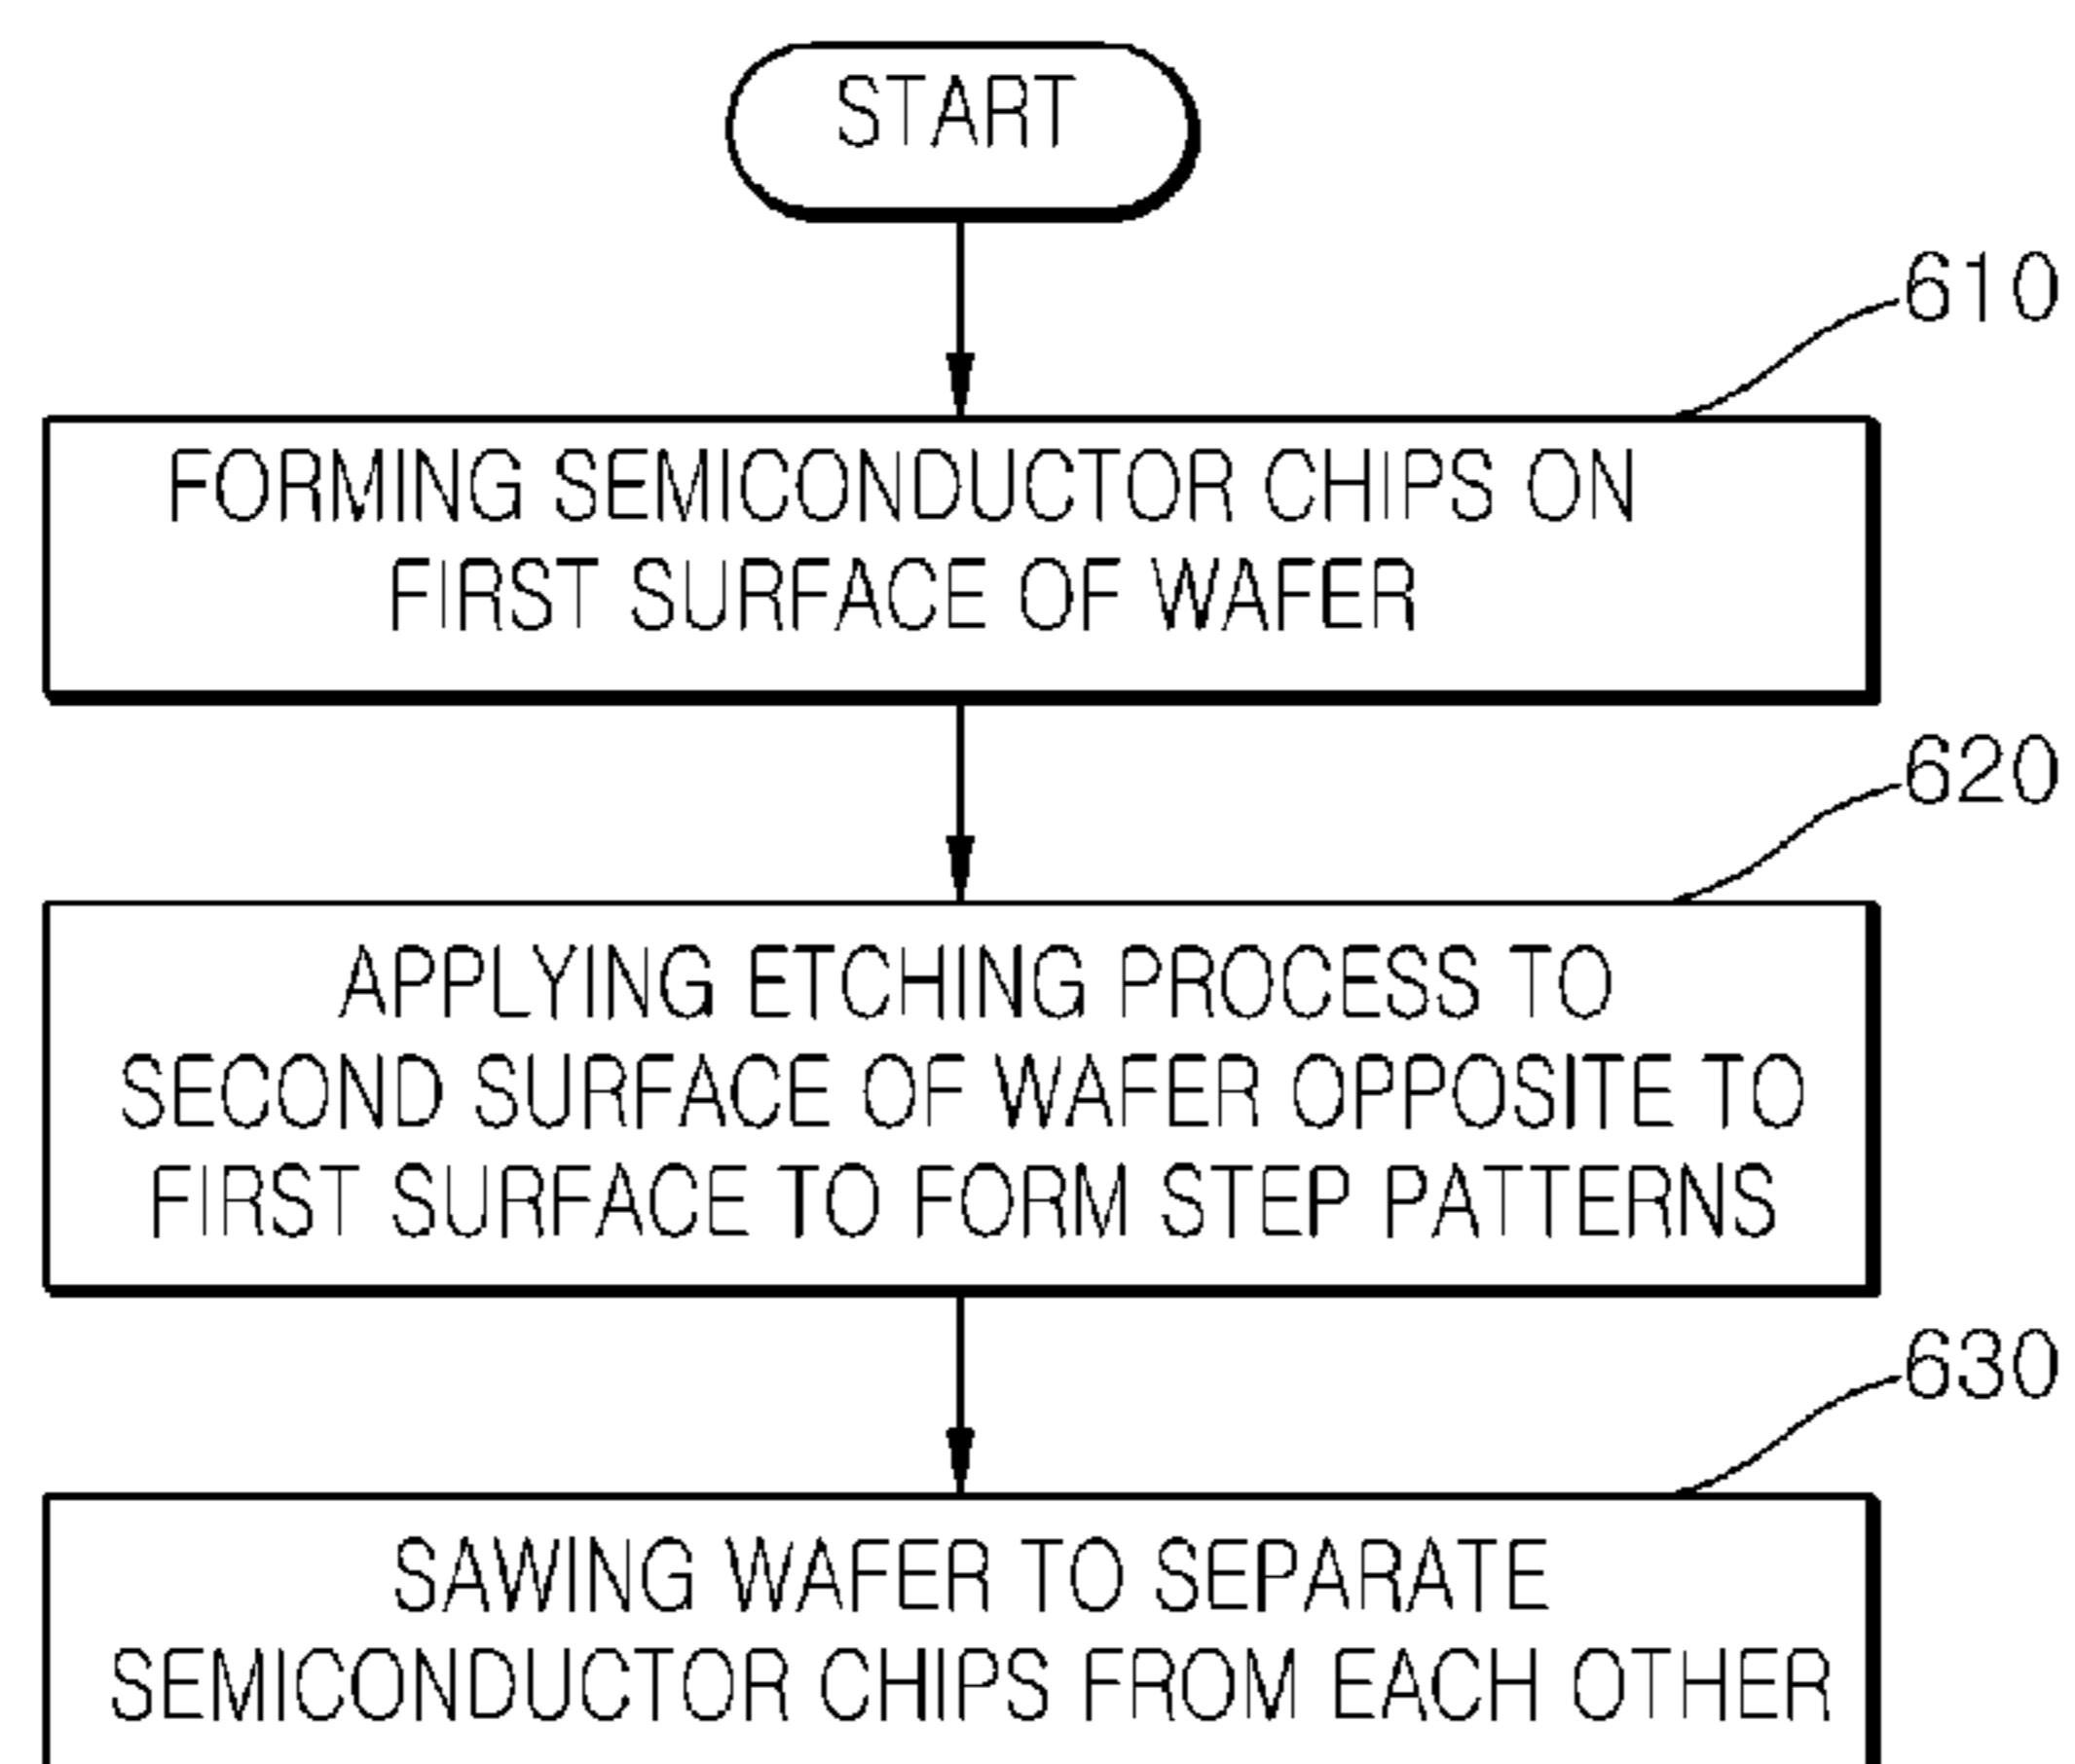 START
610
FORMING SEMICONDUCTOR CHIPS ON
FIRST SURFACE OF WAFER
620
APPLYING ETCHING PROCESS TO
SECOND SURFACE OF WAFER OPPOSITE TO
FIRST SURFACE TO FORM STEP PATTERNS
630
SAWING WAFER TO SEPARATE
SEMICONDUCTOR CHIPS FROM EACH OTHER